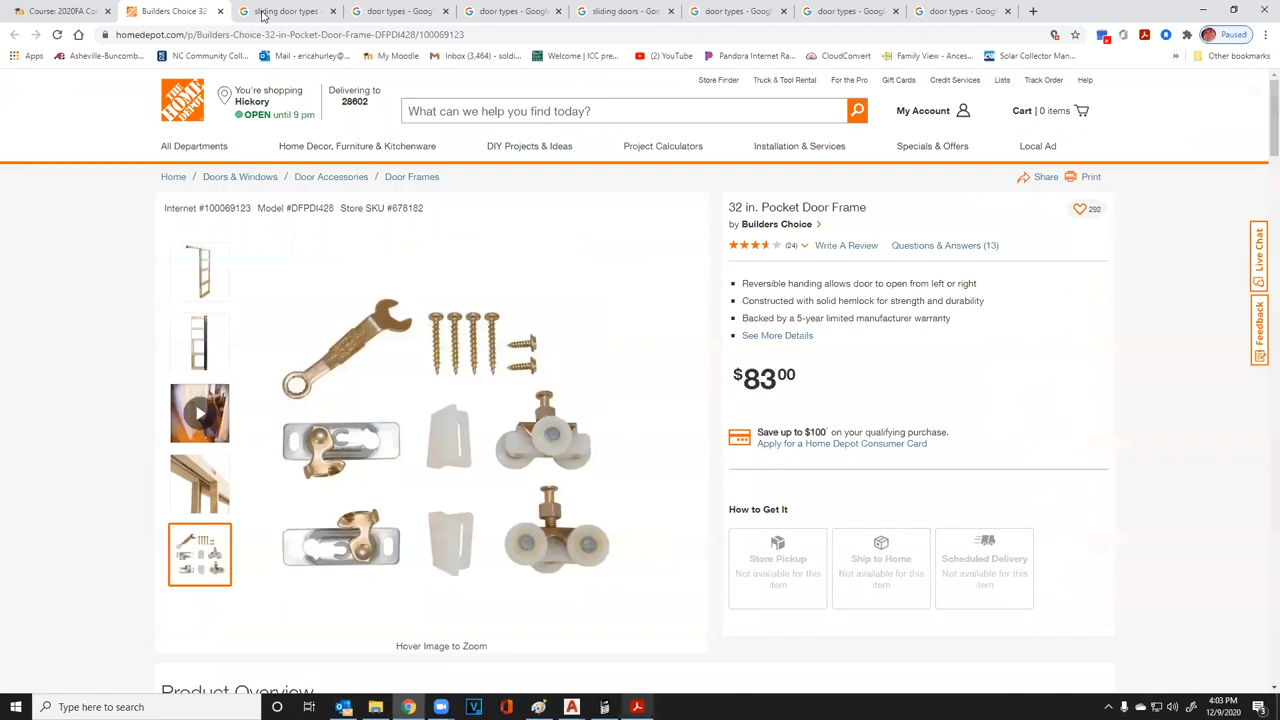 Course: 2020FA Co
Builders Choice 32
sliding door types
door types - Goog
door types - Goog
sliding doors - Go
door types - Goog
door types - Goog
door types - Goog
homedepot.com/p/Builders-Choice-32-in-Pocket-Door-Frame-DFPDI428/100069123
Paused
Apps
Asheville-Buncomb...
NC Community Coll...
Mail - ericahurley@...
My Moodle
Inbox (3,464) - soldi...
Welcome | ICC pre...
(2) YouTube
Pandora Internet Ra...
CloudConvert
Family View - Ances...
Solar Collector Man...
»
Other bookmarks
Store Finder
Truck & Tool Rental
For the Pro
Gift Cards
Credit Services
Lists
Track Order
Help
THE HOME DEPOT
You're shopping
Hickory
OPEN until 9 pm
Delivering to
28602
What can we help you find today?
My Account
Cart | 0 items
All Departments
Home Decor, Furniture & Kitchenware
DIY Projects & Ideas
Project Calculators
Installation & Services
Specials & Offers
Local Ad
Home / Doors & Windows / Door Accessories / Door Frames
Share
Print
Internet #100069123 Model #DFPDI428 Store SKU #678182
32 in. Pocket Door Frame
292
by Builders Choice
(24)
Write A Review
Questions & Answers (13)
Reversible handing allows door to open from left or right
Constructed with solid hemlock for strength and durability
Backed by a 5-year limited manufacturer warranty
See More Details
$83 00
Save up to $100* on your qualifying purchase.
Apply for a Home Depot Consumer Card
How to Get It
Store Pickup
Not available for this item
Ship to Home
Not available for this item
Scheduled Delivery
Not available for this item
Hover Image to Zoom
Product Overview
Live Chat
Feedback
Type here to search
4:03 PM
12/9/2020